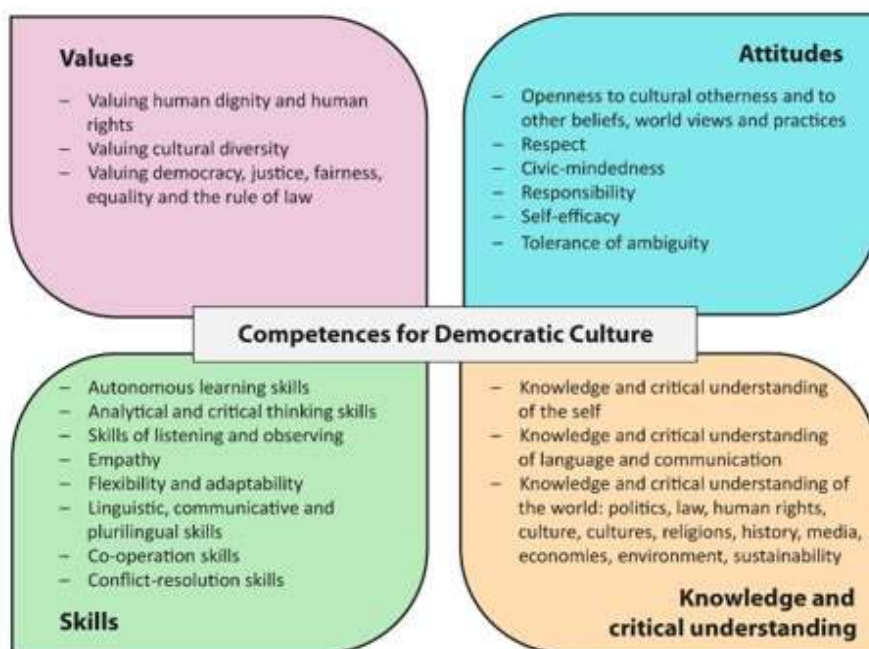 Values
– Valuing human dignity and human
rights
– Valuing cultural diversity
– Valuing democracy, justice, fairness,
equality and the rule of law
Attitudes
– Openness to cultural otherness and to
other beliefs, world views and practices
– Respect
– Civic-mindedness
– Responsibility
– Self-efficacy
– Tolerance of ambiguity
Competences for Democratic Culture
– Autonomous learning skills
– Analytical and critical thinking skills
– Skills of listening and observing
– Empathy
– Flexibility and adaptability
– Linguistic, communicative and
plurilingual skills
– Co-operation skills
– Conflict-resolution skills
Skills
– Knowledge and critical understanding
of the self
– Knowledge and critical understanding
of language and communication
– Knowledge and critical understanding of
the world: politics, law, human rights,
culture, cultures, religions, history, media,
economies, environment, sustainability
Knowledge and
critical understanding